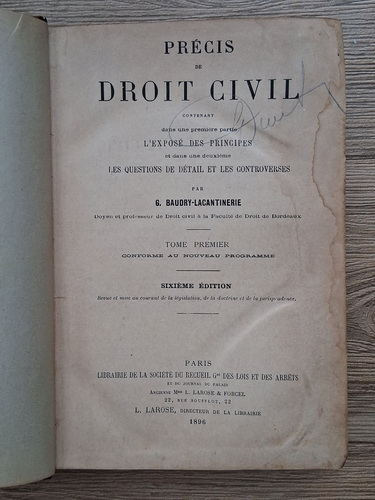 PRÉCIS
DE
DROIT CIVIL
CONTENANT
dans une première partie
L'EXPOSÉ DES PRINCIPES
et dans une deuxième
LES QUESTIONS DE DÉTAIL ET LES CONTROVERSES
PAR
G. BAUDRY-LACANTINERIE
Doyen et professeur de Droit civil à la Faculté de Droit de Bordeaux
TOME PREMIER
CONFORME AU NOUVEAU PROGRAMME
SIXIÈME ÉDITION
Revue et mise au courant de la législation, de la doctrine et de la jurisprudence.
PARIS
LIBRAIRIE DE LA SOCIÉTÉ DU RECUEIL Gal DES LOIS ET DES ARRÊTS
ET DU JOURNAL DU PALAIS
ANCIENNE Mon L. LAROSE & FORCEL
22, RUE SOUFFLOT, 22
L. LAROSE, DIRECTEUR DE LA LIBRAIRIE
1896